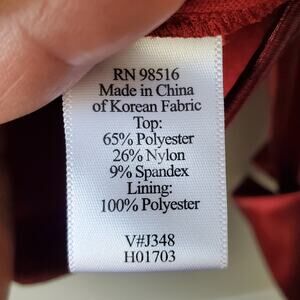 RN 98516
Made in China
of Korean Fabric
Top:
65% Polyester
26% Nylon
9% Spandex
Lining:
100% Polyester
V#J348
H01703